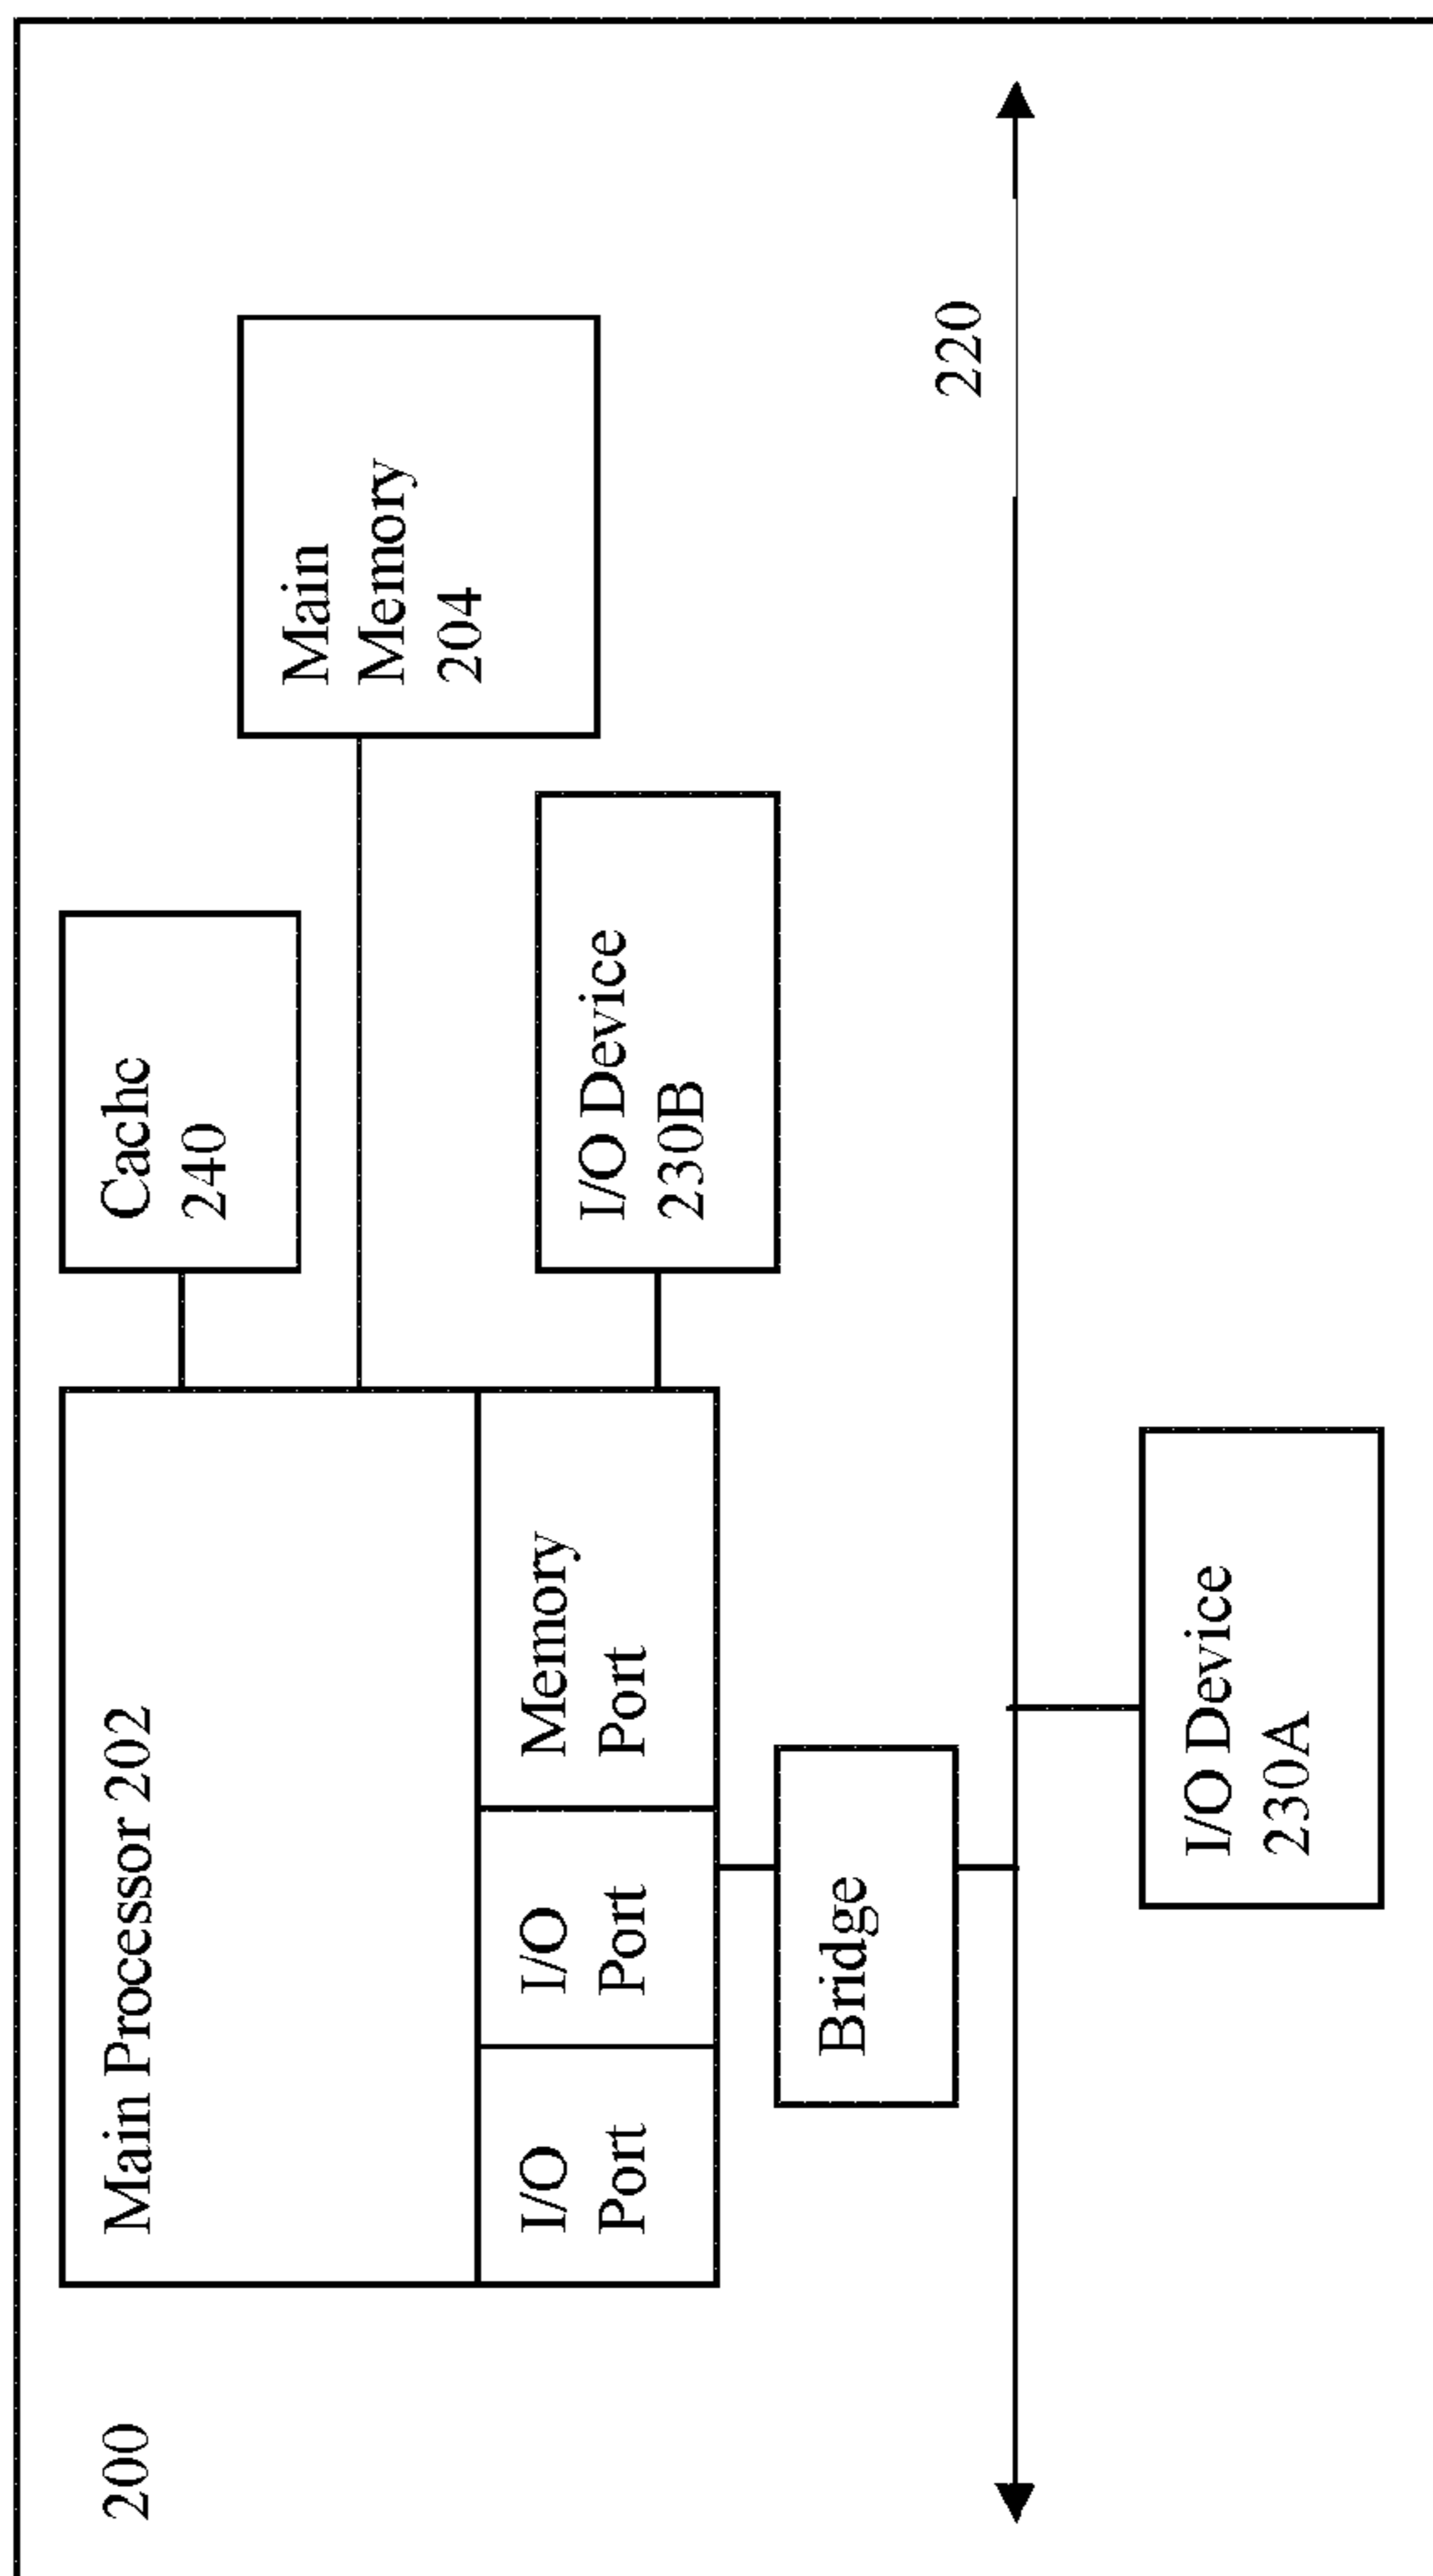 200
Main Processor 202
I/O
Port
I/O
Port
Memory
Port
Cache
240
Main
Memory
204
I/O Device
230B
Bridge
220
I/O Device
230A